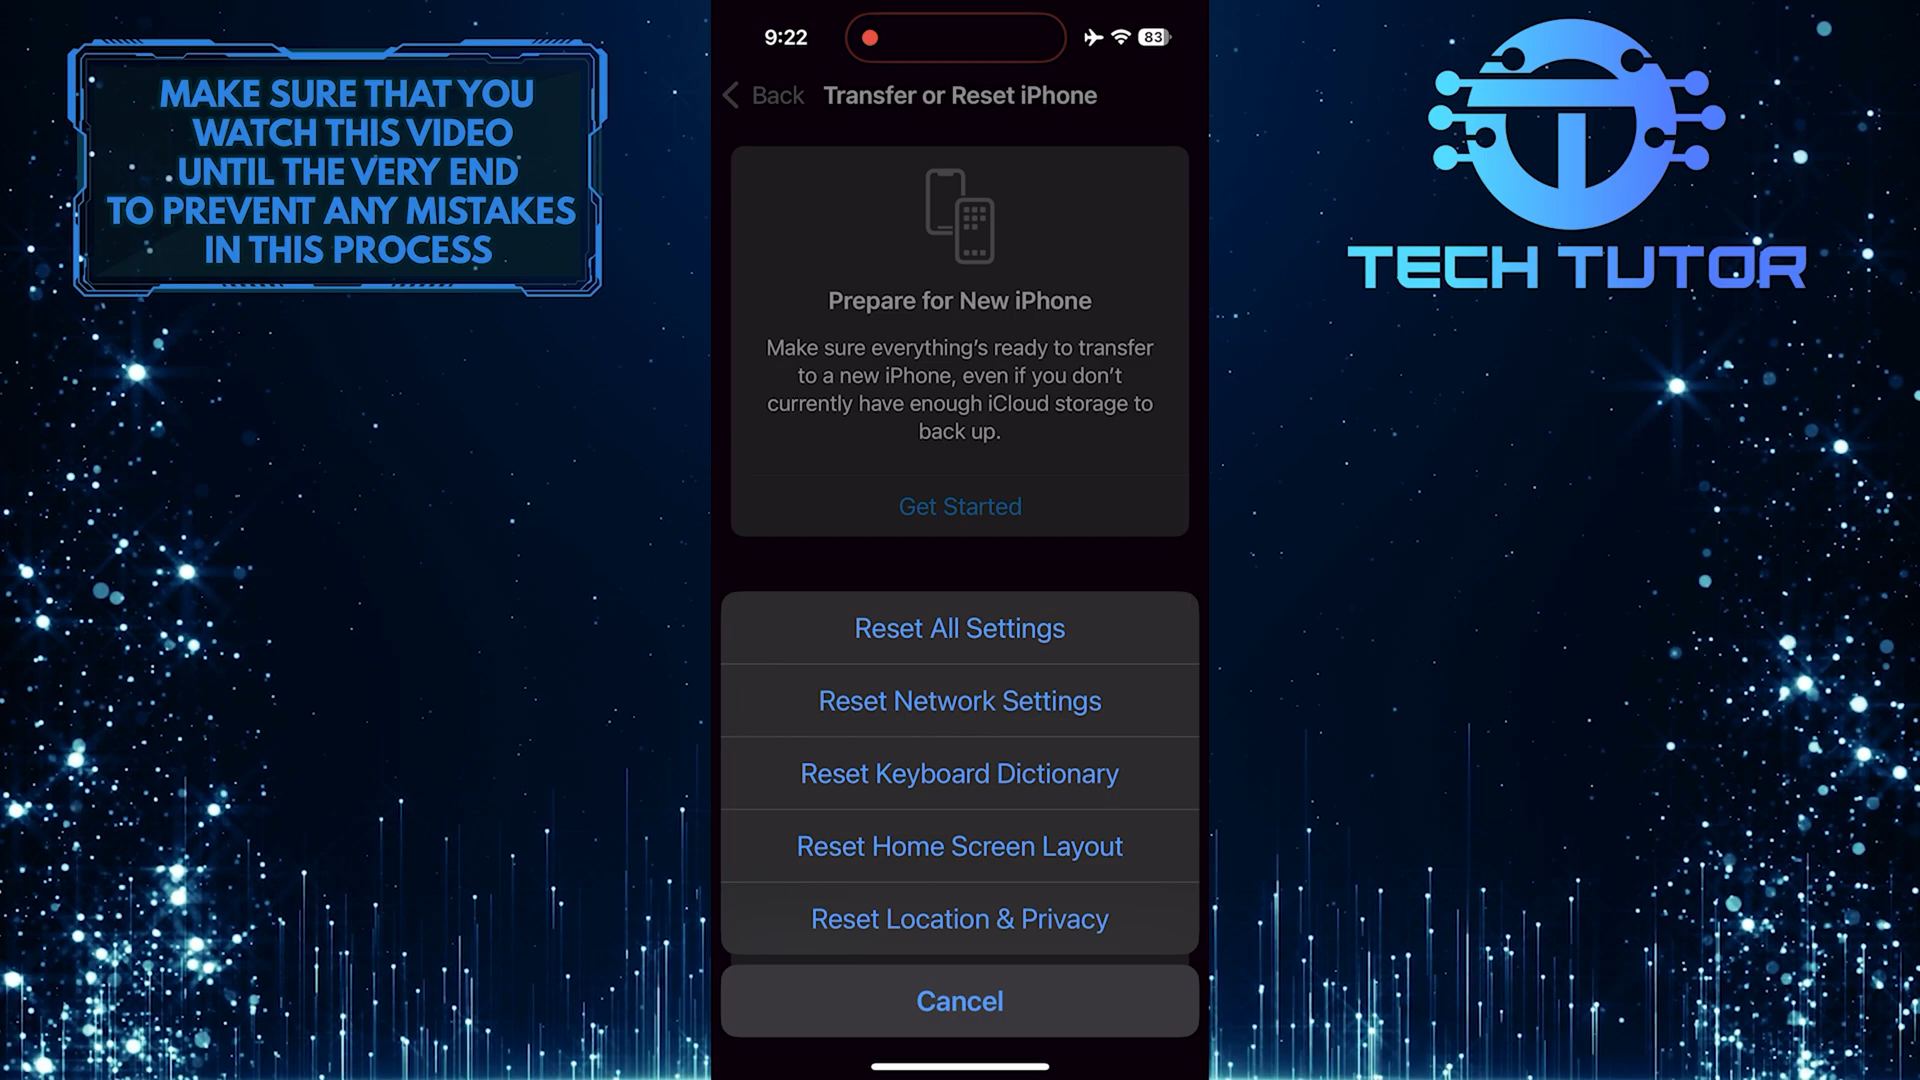 MAKE SURE THAT YOU
WATCH THIS VIDEO
UNTIL THE VERY END
TO PREVENT ANY MISTAKES
IN THIS PROCESS
9:22
83
Back
Transfer or Reset iPhone
Prepare for New iPhone
Make sure everything's ready to transfer
to a new iPhone, even if you don't
currently have enough iCloud storage to
back up.
Get Started
Reset All Settings
Reset Network Settings
Reset Keyboard Dictionary
Reset Home Screen Layout
Reset Location & Privacy
Cancel
TECH TUTOR